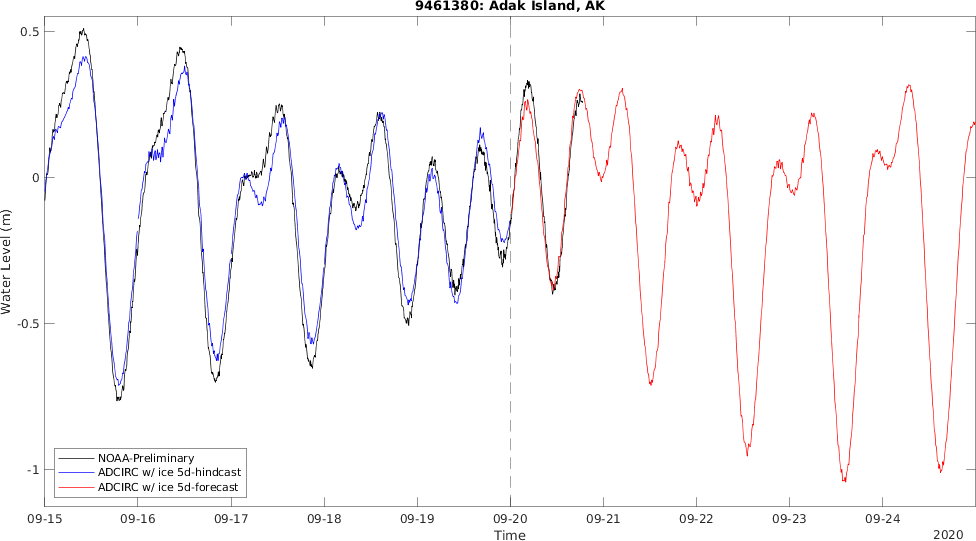 9461380: Adak Island, AK
0.5
0
-0.5
-1
Water Level (m)
NOAA-Preliminary
ADCIRC w/ ice 5d-hindcast
ADCIRC w/ ice 5d-forecast
09-15 09-16 09-17 09-18 09-19 09-20 09-21 09-22 09-23 09-24
Time
2020